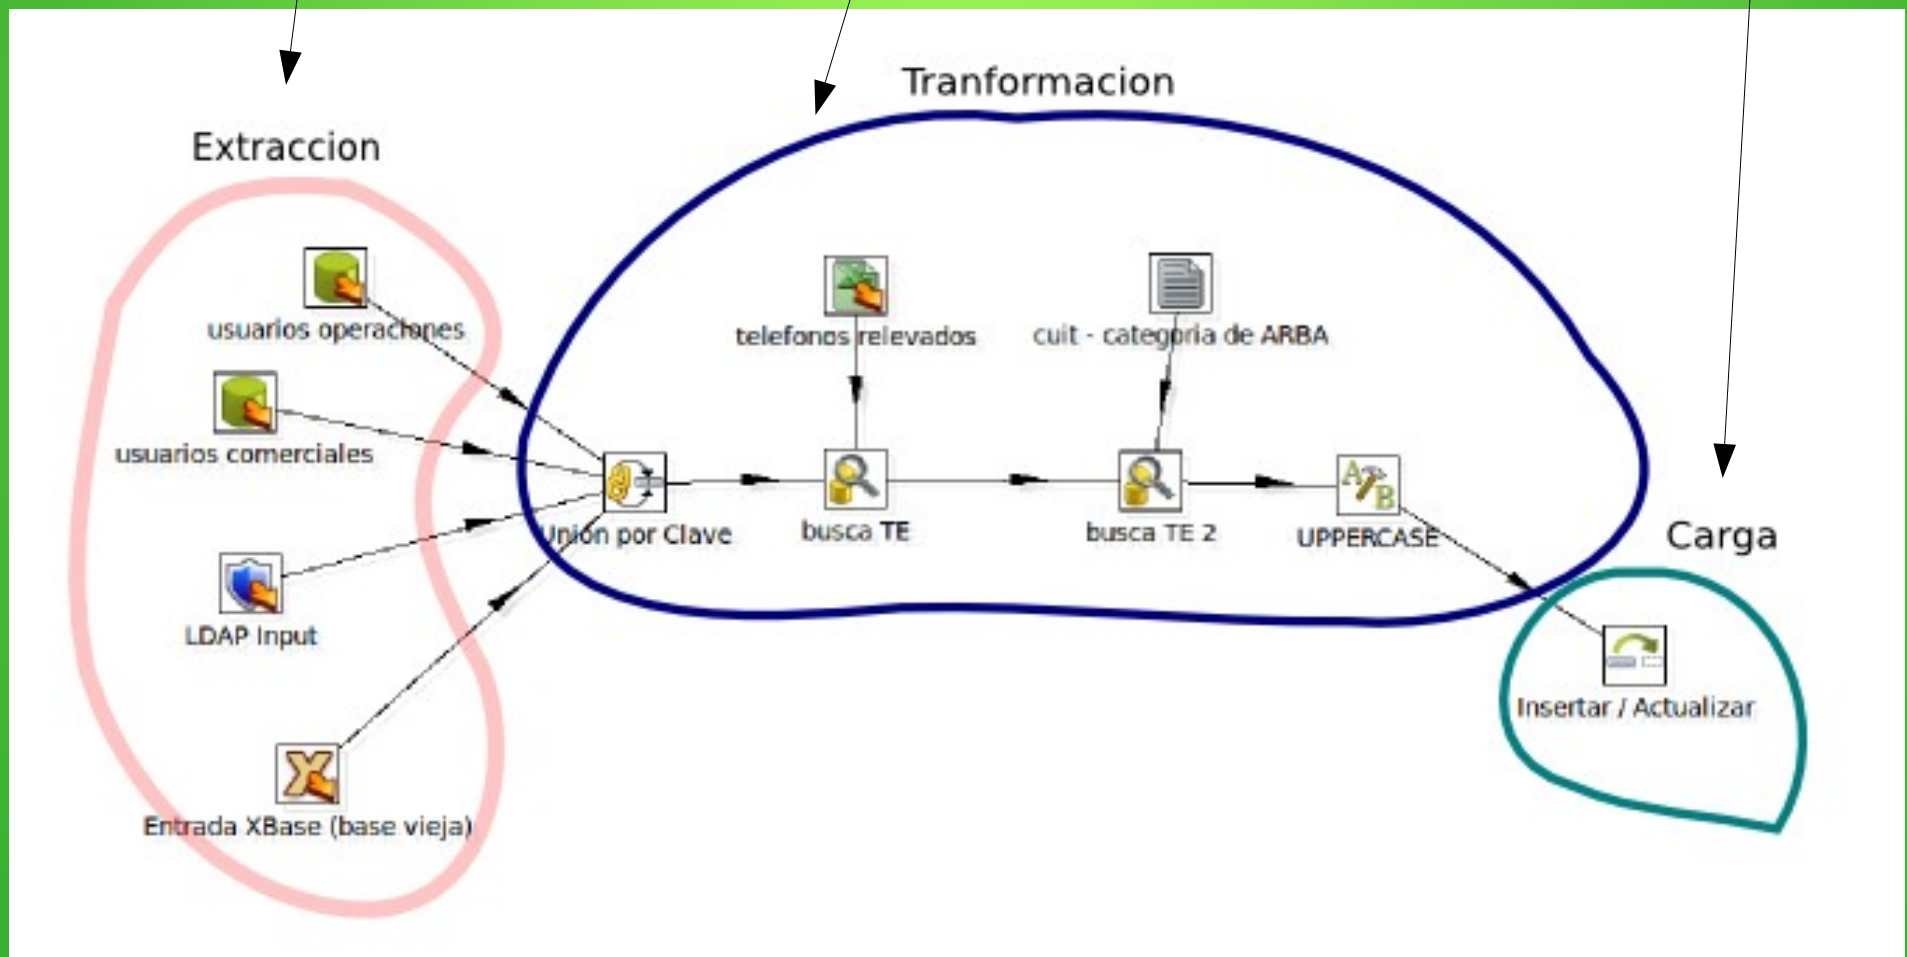 Tranformacion
Extraccion
usuarios operaciones
telefonos relevados
cuit - categoria de ARBA
usuarios comerciales
Unión por Clave
busca TE
busca TE 2
UPPERCASE
Carga
LDAP Input
Insertar / Actualizar
Entrada XBase (base vieja)